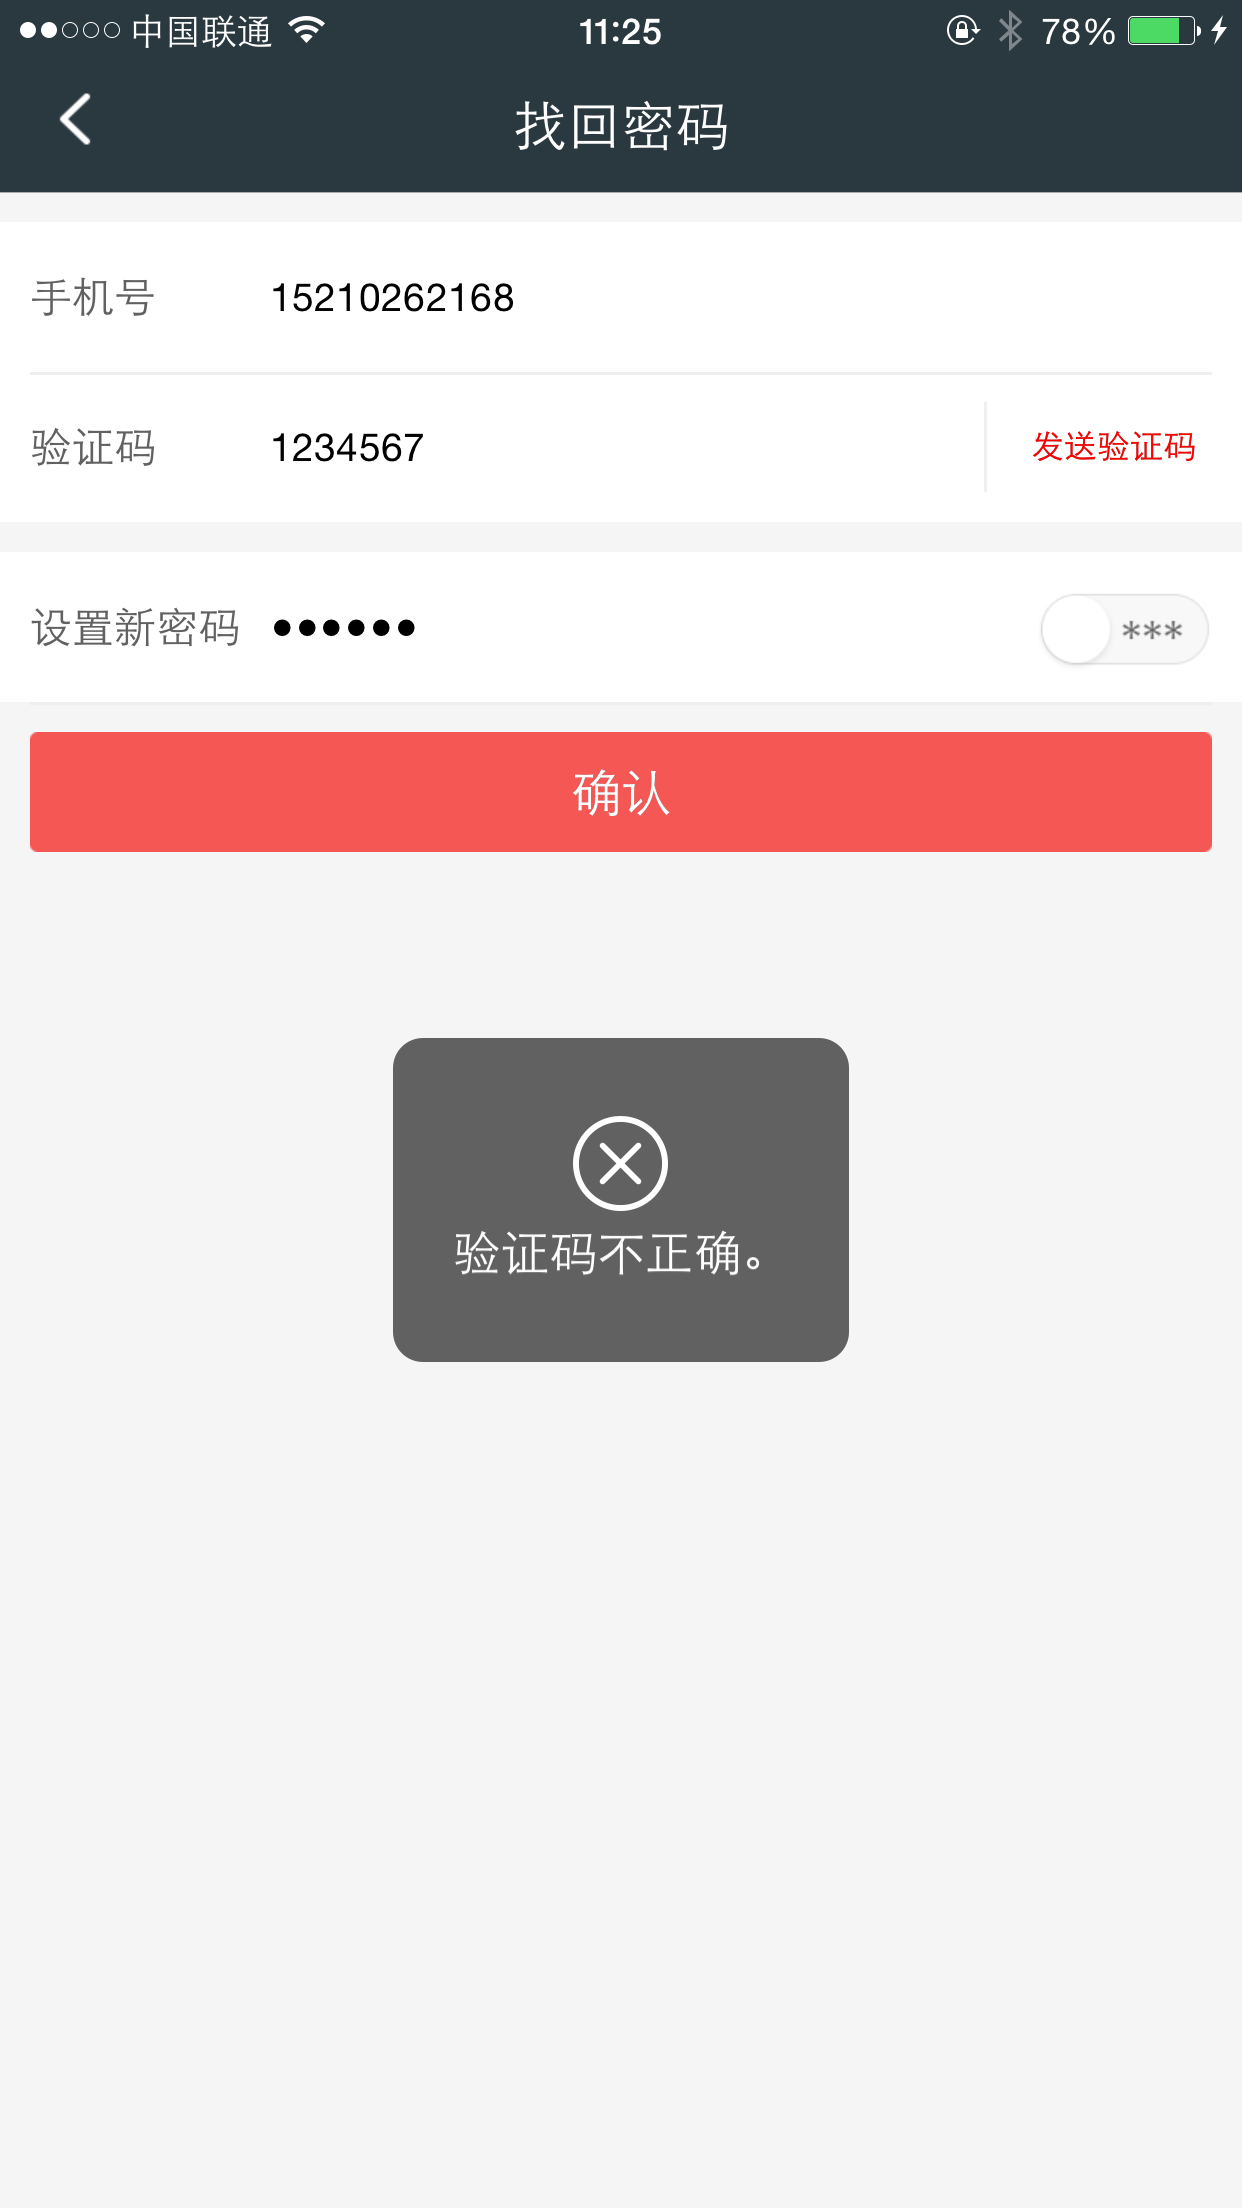 中国联通 11:25 78%
找回密码
手机号 15210262168
验证码 1234567 发送验证码
设置新密码 •••••• ***
确认
验证码不正确。